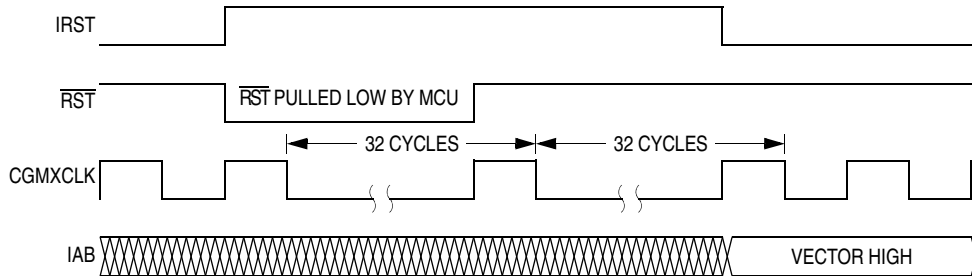 IRST
RST
RST PULLED LOW BY MCU
32 CYCLES
32 CYCLES
CGMXCLK
IAB
VECTOR HIGH